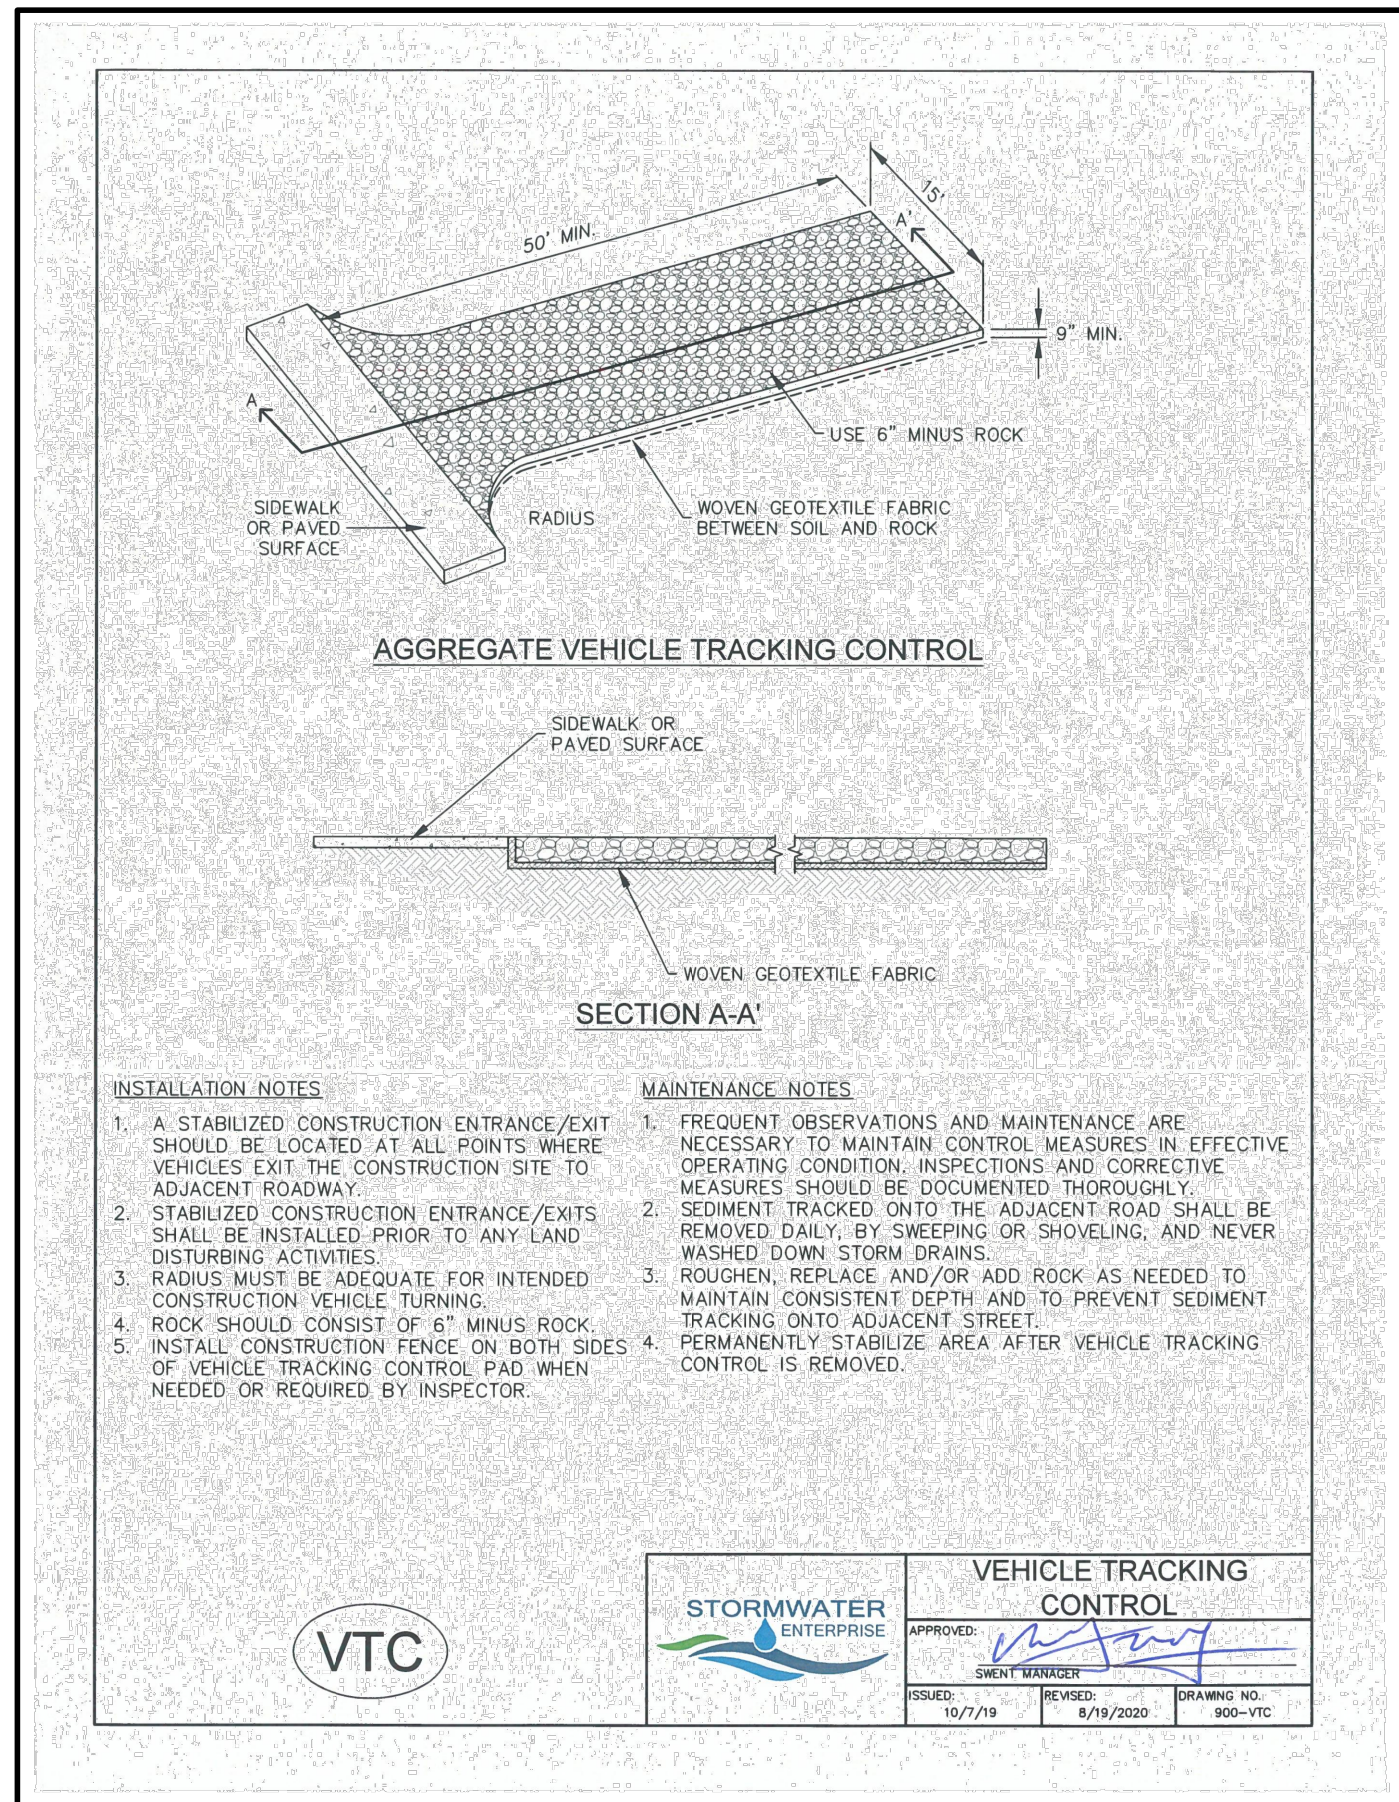 15'
A'
50' MIN.
9" MIN.
A
USE 6" MINUS ROCK
SIDEWALK
OR PAVED
SURFACE
RADIUS
WOVEN GEOTEXTILE FABRIC
BETWEEN SOIL AND ROCK
AGGREGATE VEHICLE TRACKING CONTROL
SIDEWALK OR
PAVED SURFACE
WOVEN GEOTEXTILE FABRIC
SECTION A-A'
INSTALLATION NOTES
1. A STABILIZED CONSTRUCTION ENTRANCE/EXIT
SHOULD BE LOCATED AT ALL POINTS WHERE
VEHICLES EXIT THE CONSTRUCTION SITE TO
ADJACENT ROADWAY.
2. STABILIZED CONSTRUCTION ENTRANCE/EXITS
SHALL BE INSTALLED PRIOR TO ANY LAND
DISTURBING ACTIVITIES.
3. RADIUS MUST BE ADEQUATE FOR INTENDED
CONSTRUCTION VEHICLE TURNING.
4. ROCK SHOULD CONSIST OF 6" MINUS ROCK.
5. INSTALL CONSTRUCTION FENCE ON BOTH SIDES
OF VEHICLE TRACKING CONTROL PAD WHEN
NEEDED OR REQUIRED BY INSPECTOR.
MAINTENANCE NOTES
1. FREQUENT OBSERVATIONS AND MAINTENANCE ARE
NECESSARY TO MAINTAIN CONTROL MEASURES IN EFFECTIVE
OPERATING CONDITION. INSPECTIONS AND CORRECTIVE
MEASURES SHOULD BE DOCUMENTED THOROUGHLY.
2. SEDIMENT TRACKED ONTO THE ADJACENT ROAD SHALL BE
REMOVED DAILY, BY SWEEPING OR SHOVELING, AND NEVER
WASHED DOWN STORM DRAINS.
3. ROUGHEN, REPLACE AND/OR ADD ROCK AS NEEDED TO
MAINTAIN CONSISTENT DEPTH AND TO PREVENT SEDIMENT
TRACKING ONTO ADJACENT STREET.
4. PERMANENTLY STABILIZE AREA AFTER VEHICLE TRACKING
CONTROL IS REMOVED.
VTC
STORMWATER
ENTERPRISE
VEHICLE TRACKING
CONTROL
APPROVED:
SWENT MANAGER
ISSUED:
10/7/19
REVISED:
8/19/2020
DRAWING NO.
900-VTC